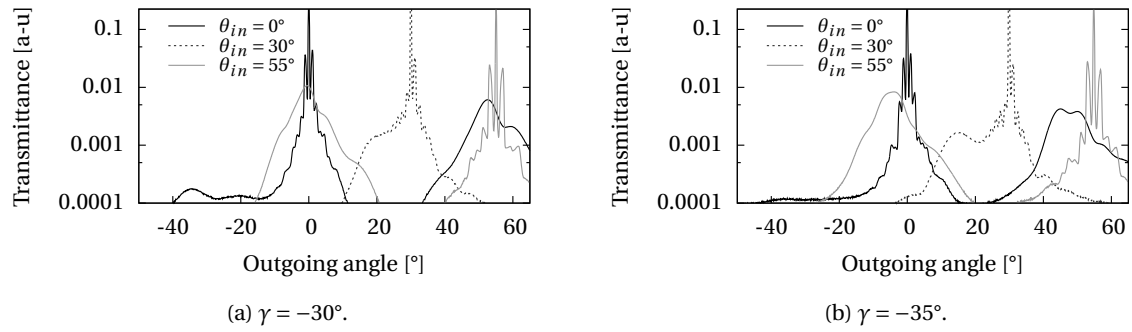 Transmittance [a-u]
0.1
0.01
0.001
0.0001
θin = 0°
θin = 30°
θin = 55°
-40 -20 0 20 40 60
Outgoing angle [°]
(a) γ = −30°.
Transmittance [a-u]
0.1
0.01
0.001
0.0001
θin = 0°
θin = 30°
θin = 55°
-40 -20 0 20 40 60
Outgoing angle [°]
(b) γ = −35°.